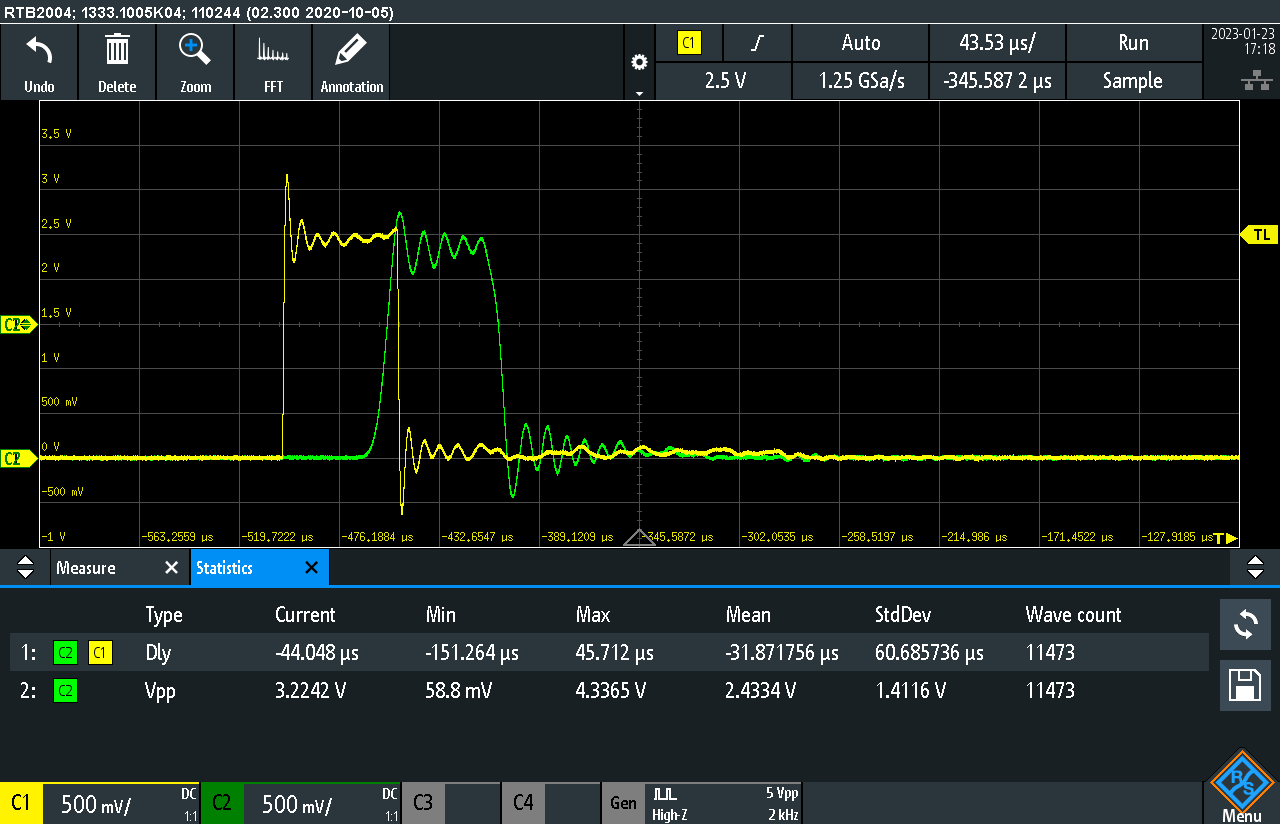 RTB2004; 1333.1005K04; 110244 (02.300 2020-10-05)
Undo Delete Zoom FFT Annotation
C1 Auto 43.53 µs/ Run
2.5 V 1.25 GSa/s -345.587 2 µs Sample
2023-01-23
17:18
3.5 V
3 V
2.5 V
TL
2 V
1.5 V
1 V
500 mV
0 V
-500 mV
-1 V -563.2559 µs -519.7222 µs -476.1884 µs -432.6547 µs -389.1209 µs -345.5872 µs -302.0535 µs -258.5197 µs -214.986 µs -171.4522 µs -127.9185 µs T
Measure Statistics
Type Current Min Max Mean StdDev Wave count
1: C2 C1 Dly -44.048 µs -151.264 µs 45.712 µs -31.871756 µs 60.685736 µs 11473
2: C2 Vpp 3.2242 V 58.8 mV 4.3365 V 2.4334 V 1.4116 V 11473
C1 500 mV/ DC 1:1 C2 500 mV/ DC 1:1 C3 C4 Gen High-Z 5 Vpp 2 kHz
R S
Menu